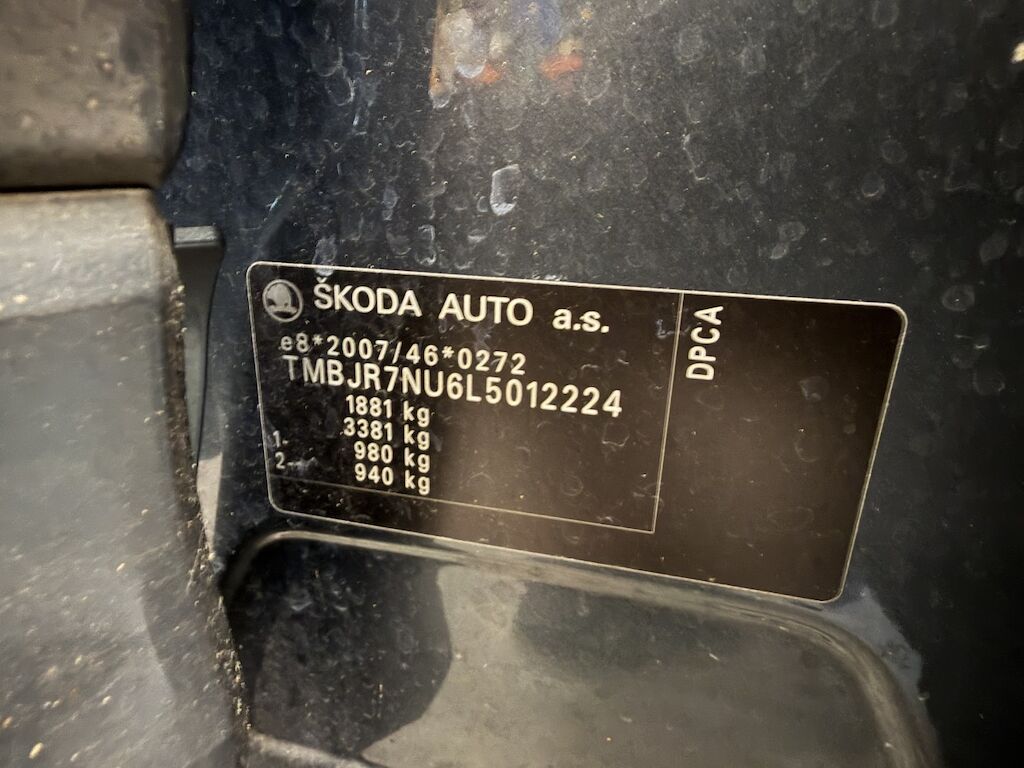 ŠKODA AUTO a.s.
e8*2007/46*0272
TMBJR7NU6L5012224
1881 kg
3381 kg
1- 980 kg
2- 940 kg
DPCA